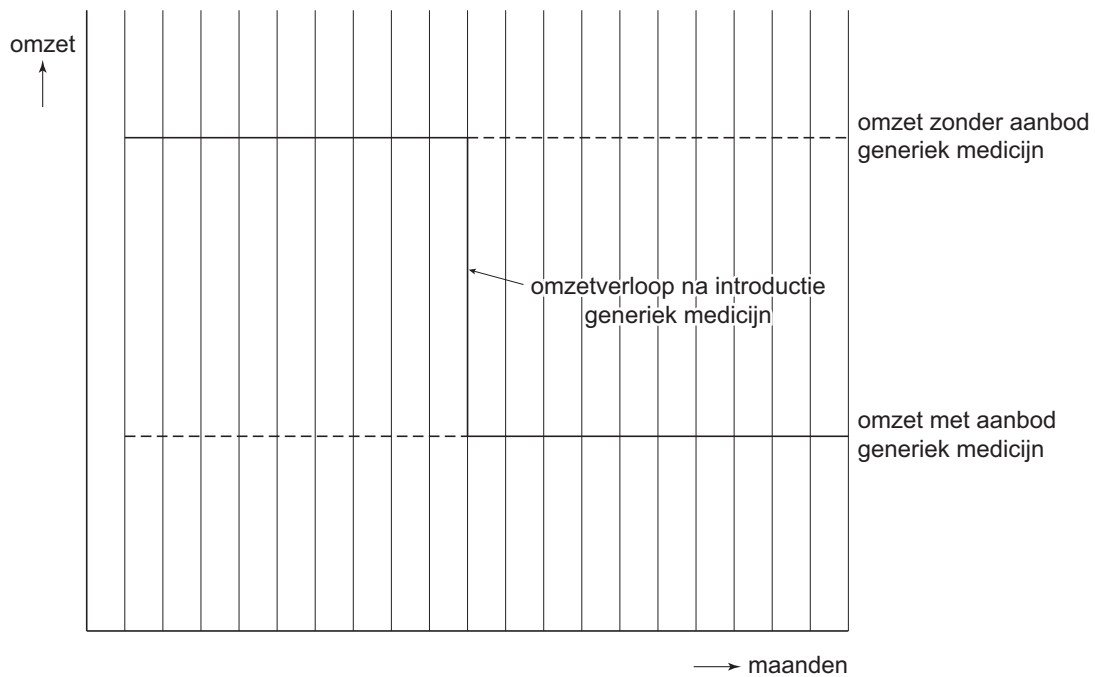 omzet
omzet zonder aanbod
generiek medicijn
omzetverloop na introductie
generiek medicijn
omzet met aanbod
generiek medicijn
maanden